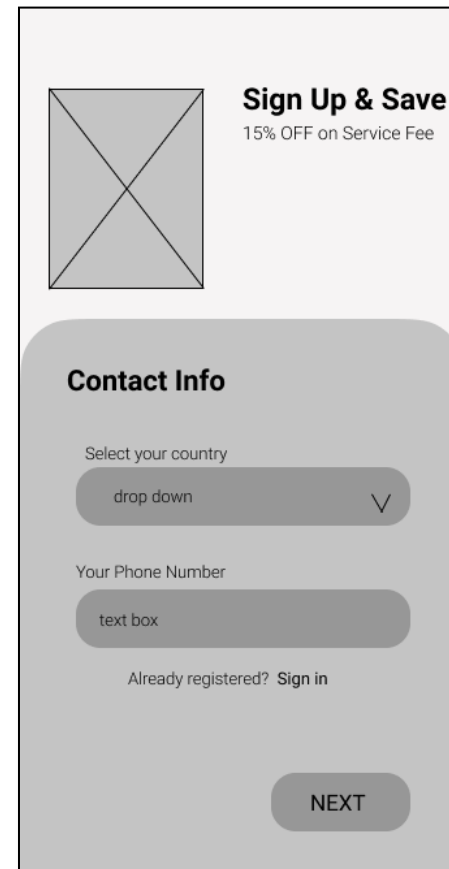 Sign Up & Save
15% OFF on Service Fee
Contact Info
Select your country
drop down
Your Phone Number
text box
Already registered? Sign in
NEXT